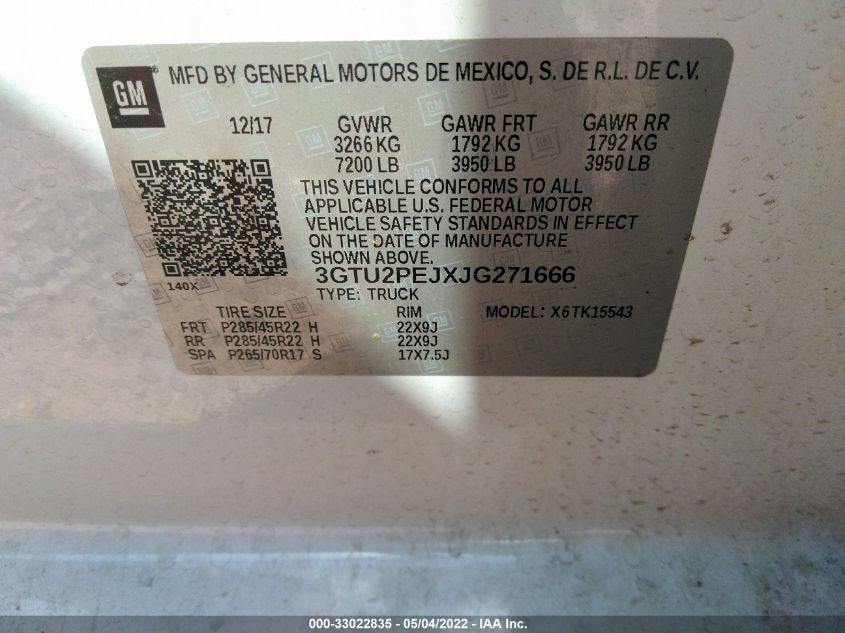 GM
MFD BY GENERAL MOTORS DE MEXICO, S. DE R.L. DE C.V.
12/17 GVWR GAWR FRT GAWR RR
3266 KG 1792 KG 1792 KG
7200 LB 3950 LB 3950 LB
THIS VEHICLE CONFORMS TO ALL
APPLICABLE U.S. FEDERAL MOTOR
VEHICLE SAFETY STANDARDS IN EFFECT
ON THE DATE OF MANUFACTURE
SHOWN ABOVE.
140X
3GTU2PEJXJG271666
TYPE: TRUCK
TIRE SIZE RIM MODEL: X6TK15543
FRT P285/45R22 H 22X9J
RR P285/45R22 H 22X9J
SPA P265/70R17 S 17X7.5J
000-33022835 - 05/04/2022 - IAA Inc.